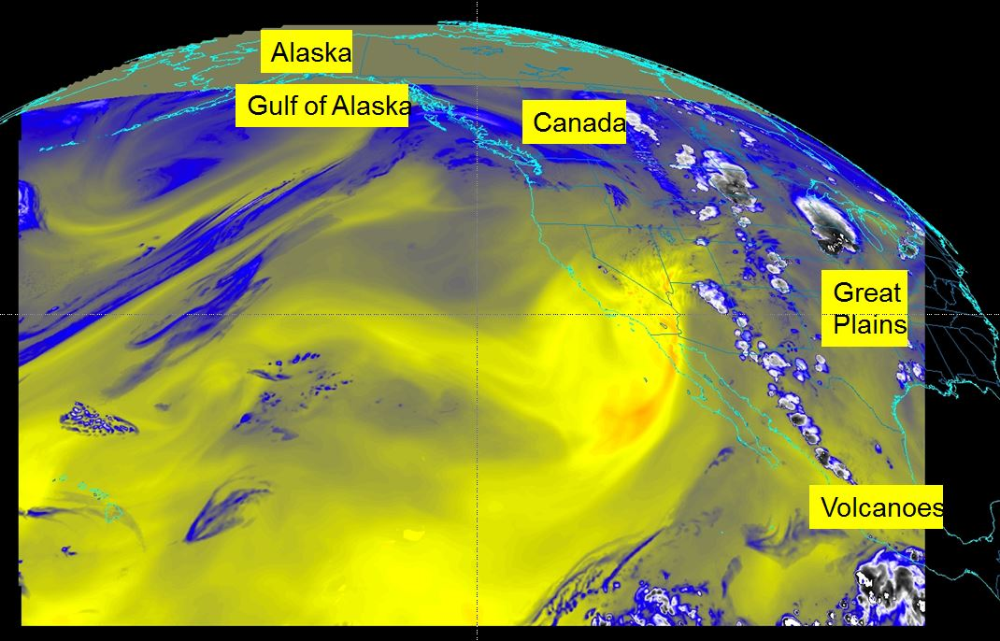 Alaska
Gulf of Alaska
Canada
Great
Plains
Volcanoes